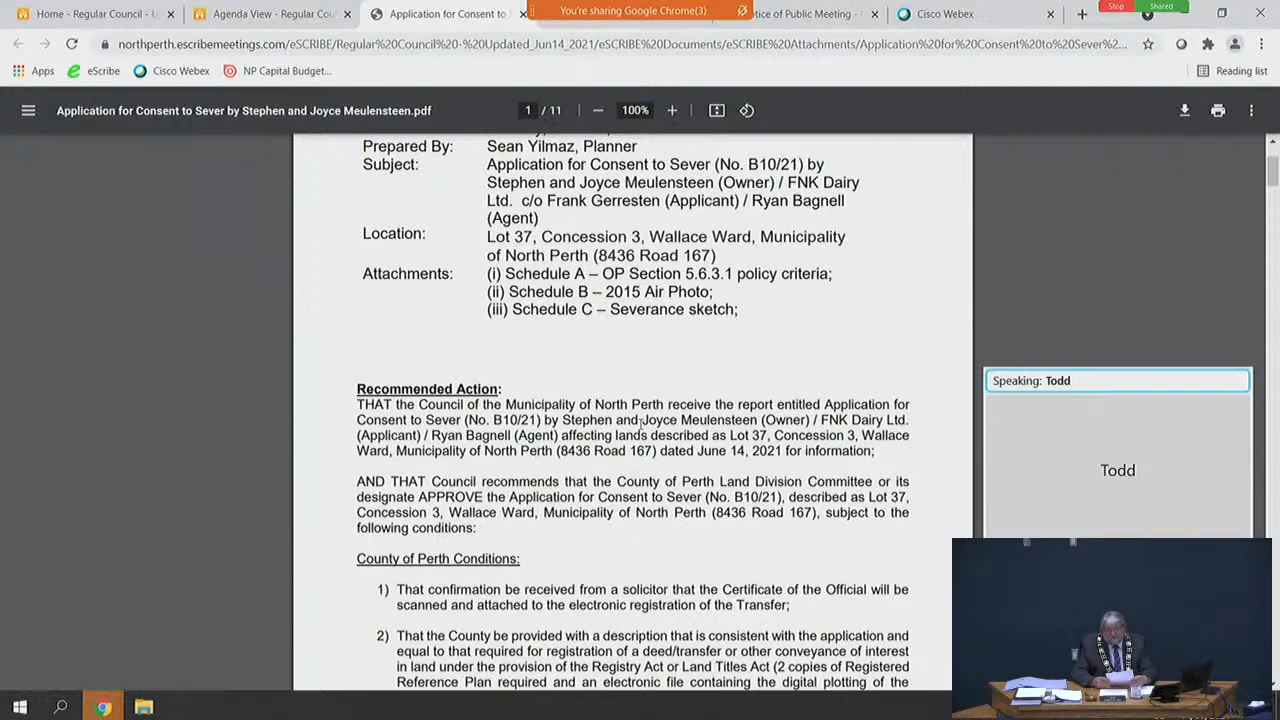 Home - Regular Council - U
Agenda View - Regular Counc
Application for Consent to S
You're sharing Google Chrome(3)
tice of Public Meeting -
Cisco Webex
Stop
Shared
northperth.escribemeetings.com/eSCRIBE/Regular%20Council%20-%20Updated_Jun14_2021/eSCRIBE%20Documents/eSCRIBE%20Attachments/Application%20for%20Consent%20to%20Sever%2...
Apps
eScribe
Cisco Webex
NP Capital Budget...
Reading list
Application for Consent to Sever by Stephen and Joyce Meulensteen.pdf
1 / 11
100%
Prepared By: Sean Yilmaz, Planner
Subject: Application for Consent to Sever (No. B10/21) by
Stephen and Joyce Meulensteen (Owner) / FNK Dairy
Ltd. c/o Frank Gerresten (Applicant) / Ryan Bagnell
(Agent)
Location: Lot 37, Concession 3, Wallace Ward, Municipality
of North Perth (8436 Road 167)
Attachments: (i) Schedule A – OP Section 5.6.3.1 policy criteria;
(ii) Schedule B – 2015 Air Photo;
(iii) Schedule C – Severance sketch;
Recommended Action:
THAT the Council of the Municipality of North Perth receive the report entitled Application for
Consent to Sever (No. B10/21) by Stephen and Joyce Meulensteen (Owner) / FNK Dairy Ltd.
(Applicant) / Ryan Bagnell (Agent) affecting lands described as Lot 37, Concession 3, Wallace
Ward, Municipality of North Perth (8436 Road 167) dated June 14, 2021 for information;
AND THAT Council recommends that the County of Perth Land Division Committee or its
designate APPROVE the Application for Consent to Sever (No. B10/21), described as Lot 37,
Concession 3, Wallace Ward, Municipality of North Perth (8436 Road 167), subject to the
following conditions:
County of Perth Conditions:
1) That confirmation be received from a solicitor that the Certificate of the Official will be
scanned and attached to the electronic registration of the Transfer;
2) That the County be provided with a description that is consistent with the application and
equal to that required for registration of a deed/transfer or other conveyance of interest
in land under the provision of the Registry Act or Land Titles Act (2 copies of Registered
Reference Plan required and an electronic file containing the digital plotting of the
Speaking: Todd
Todd